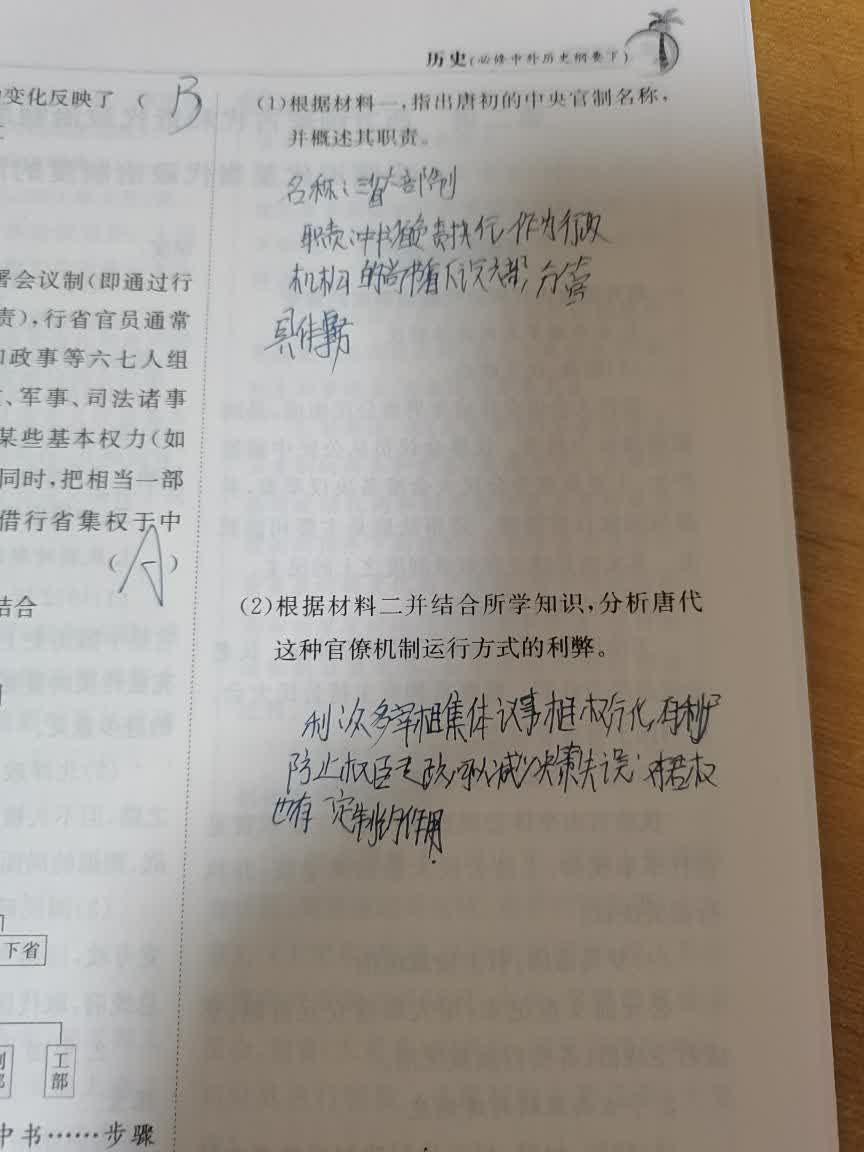 历史(必修中外历史纲要下)
变化反映了 ( B )
署会议制(即通过行
责),行省官员通常
政事等六七人组
、军事、司法诸事
某些基本权力(如
同时,把相当一部
借行省集权于中
( A )
结合
下省
工部
中书……步骤
(1)根据材料一,指出唐初的中央官制名称,
并概述其职责。
名称:三省六部制
职责:中书省负责执行 作为行政
机构的尚书省下设六部,分管
具体事务
(2)根据材料二并结合所学知识,分析唐代
这种官僚机制运行方式的利弊。
利:众多宰相集体议事 相权分化,有利于
防止权臣专政,减少决策失误;对君权
也有一定制约作用.